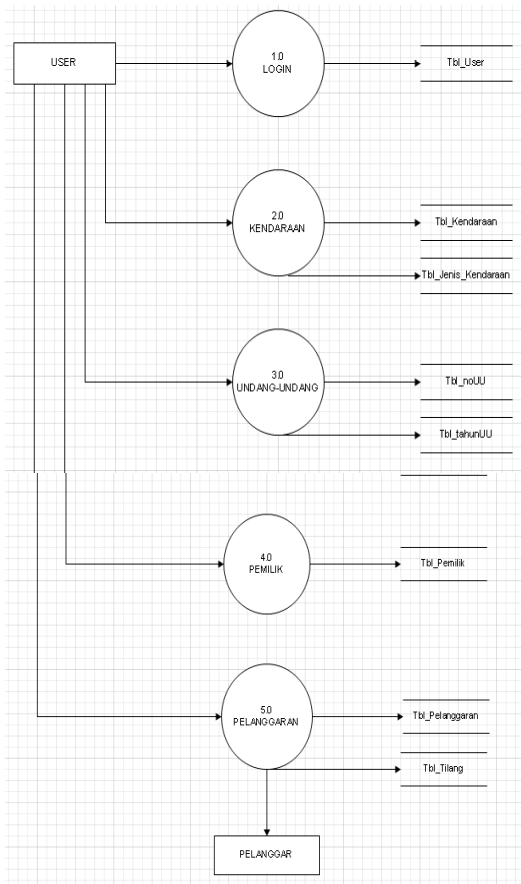 USER
1.0
LOGIN
Tbl_User
2.0
KENDARAAN
Tbl_Kendaraan
Tbl_Jenis_Kendaraan
3.0
UNDANG-UNDANG
Tbl_noUU
Tbl_tahunUU
4.0
PEMILIK
Tbl_Pemilik
5.0
PELANGGARAN
Tbl_Pelanggaran
Tbl_Tilang
PELANGGAR